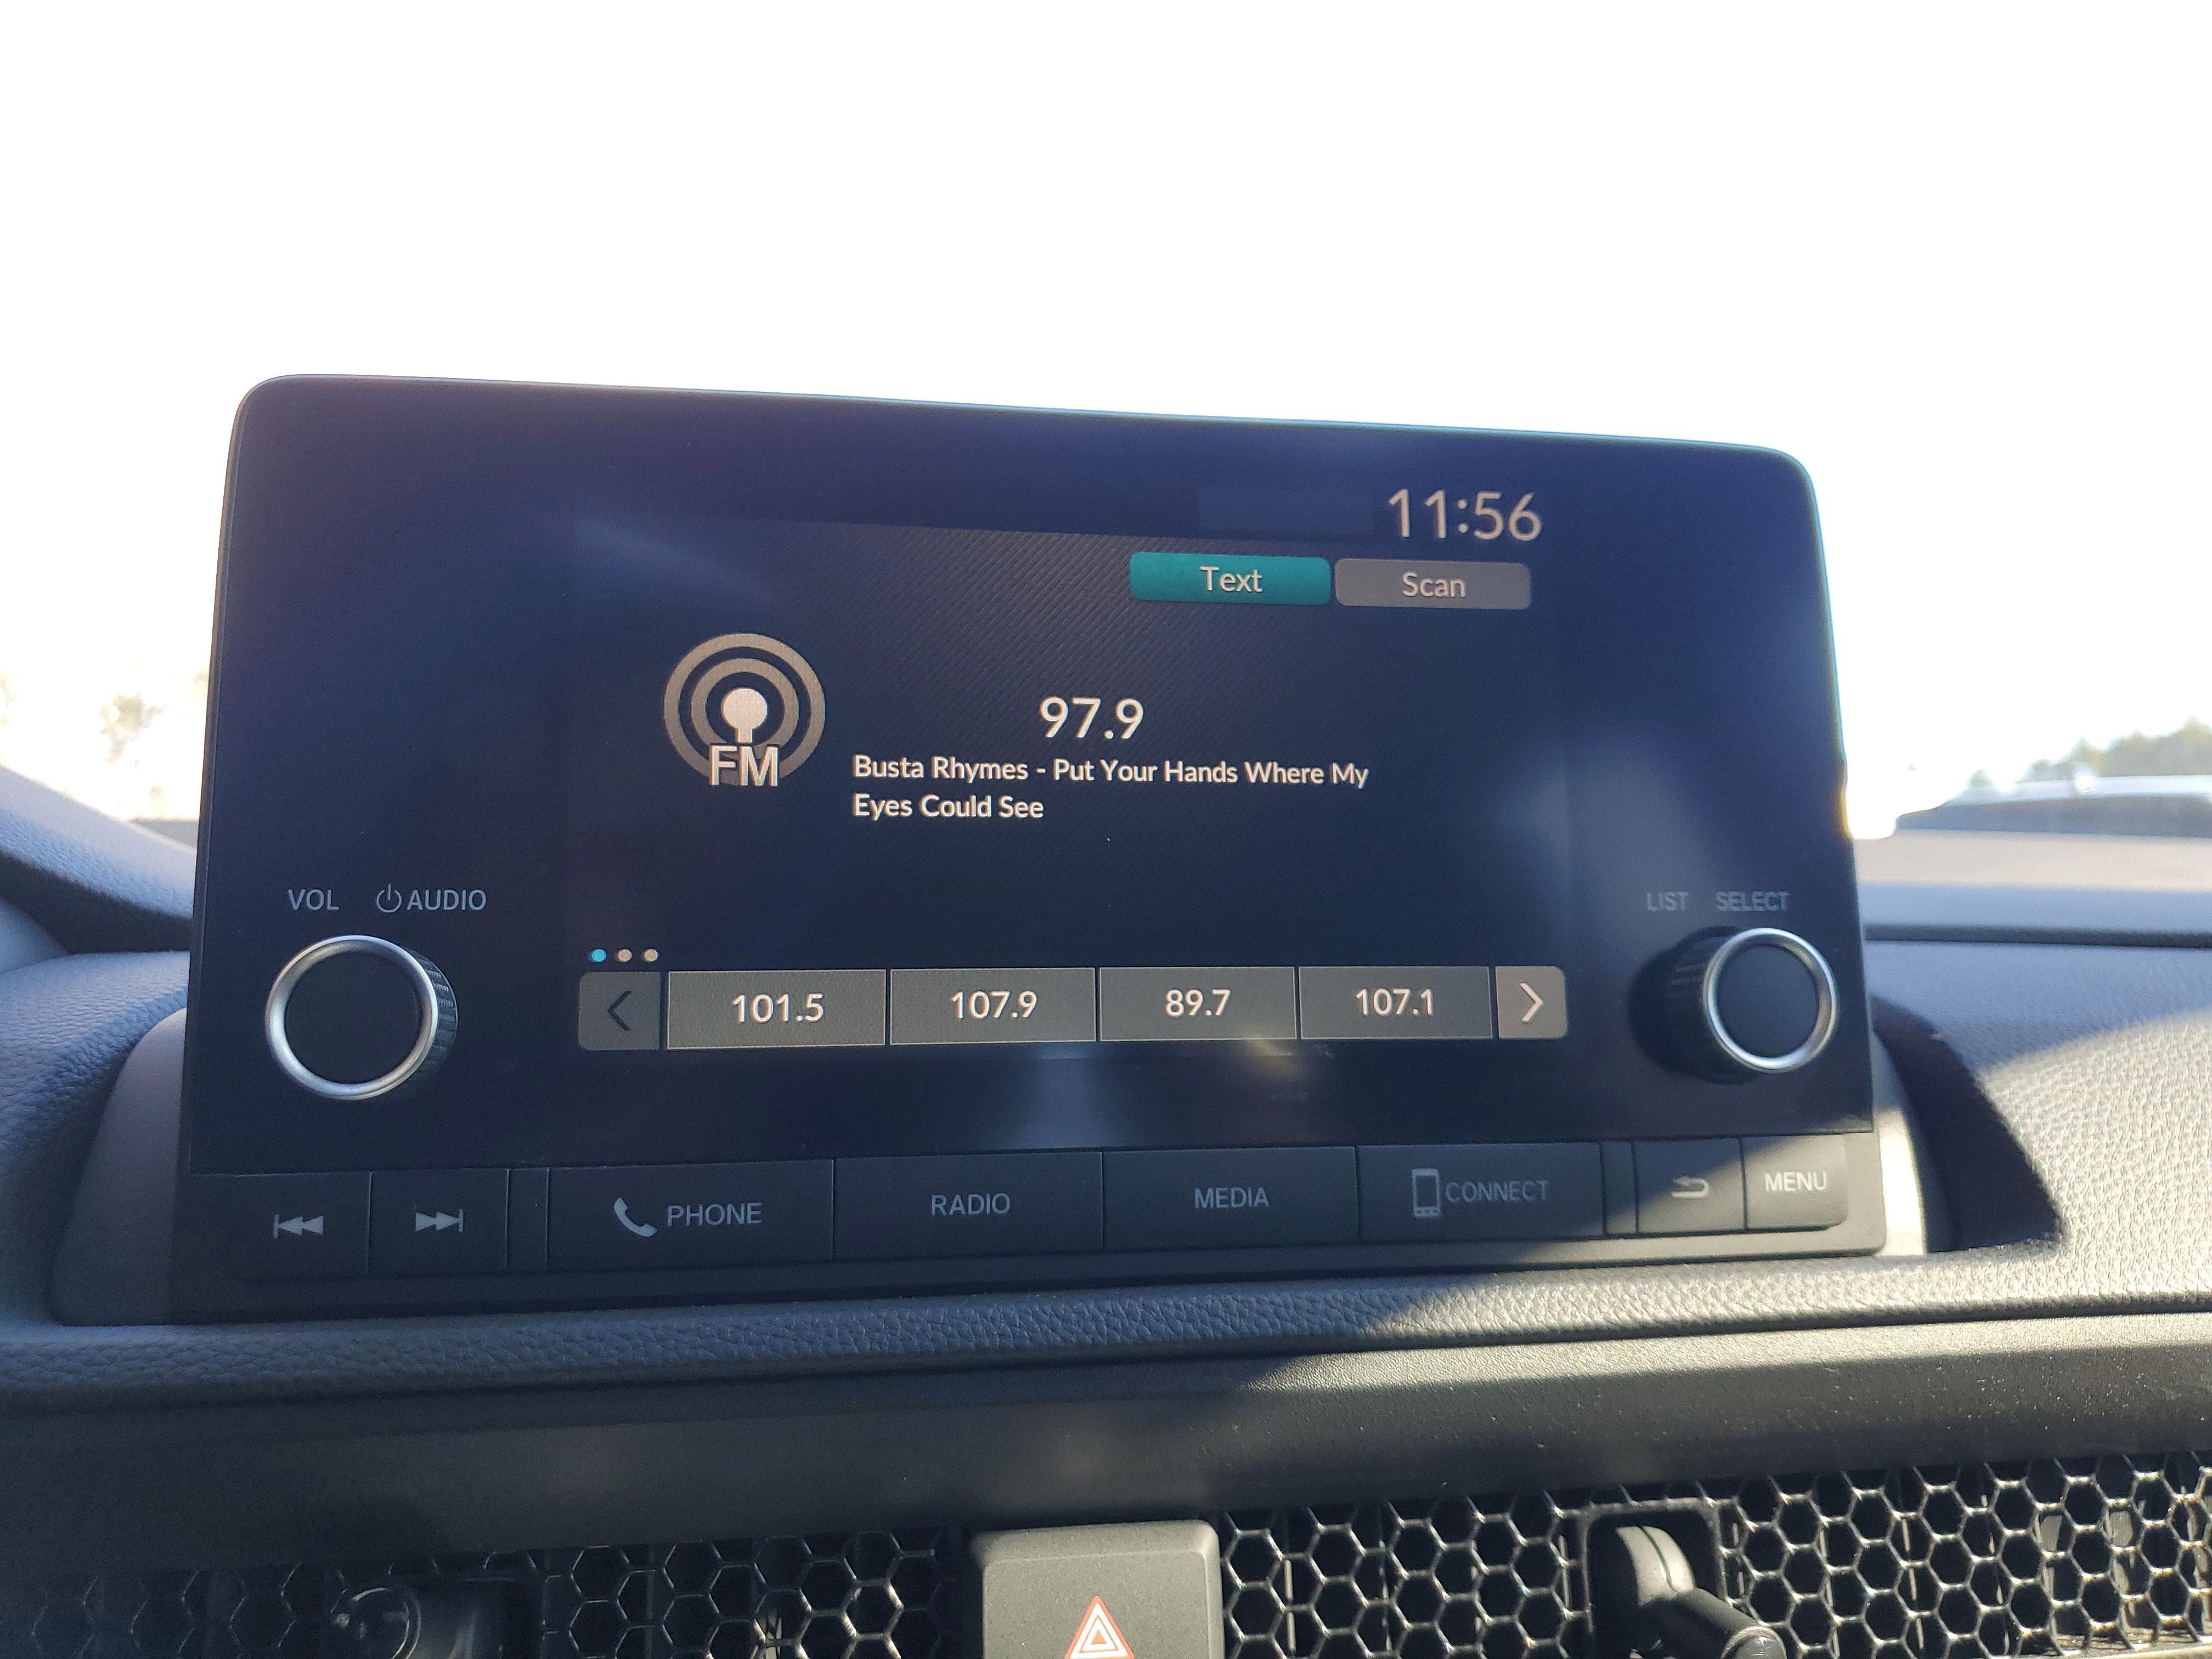 11:56
Text Scan
97.9
FM
Busta Rhymes - Put Your Hands Where My
Eyes Could See
VOL AUDIO
LIST SELECT
101.5 107.9 89.7 107.1
PHONE RADIO MEDIA CONNECT MENU